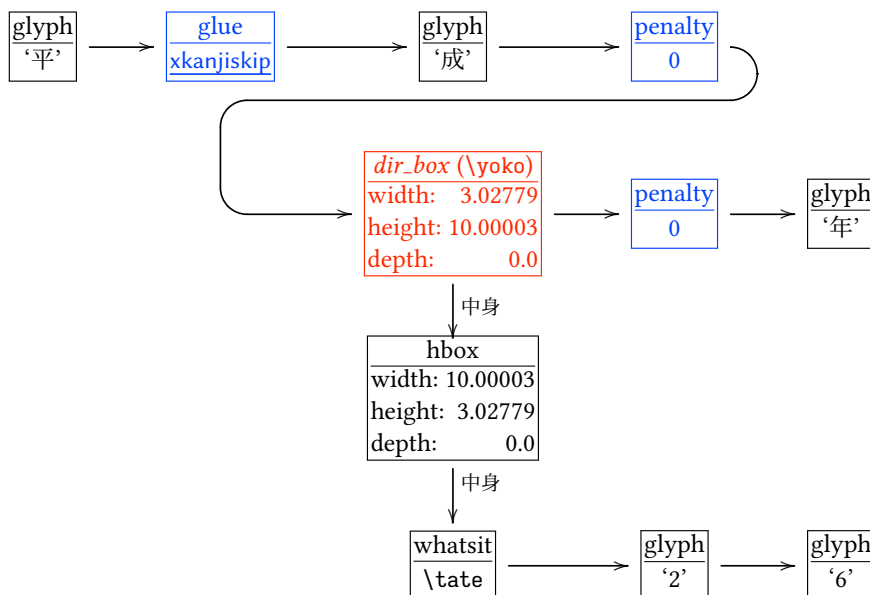 glyph
‘平’
glue
xkanjiskip
glyph
‘成’
penalty
0
dir_box (\yoko)
width: 3.02779
height: 10.00003
depth: 0.0
penalty
0
glyph
‘年’
中身
hbox
width: 10.00003
height: 3.02779
depth: 0.0
中身
whatsit
\tate
glyph
‘2’
glyph
‘6’